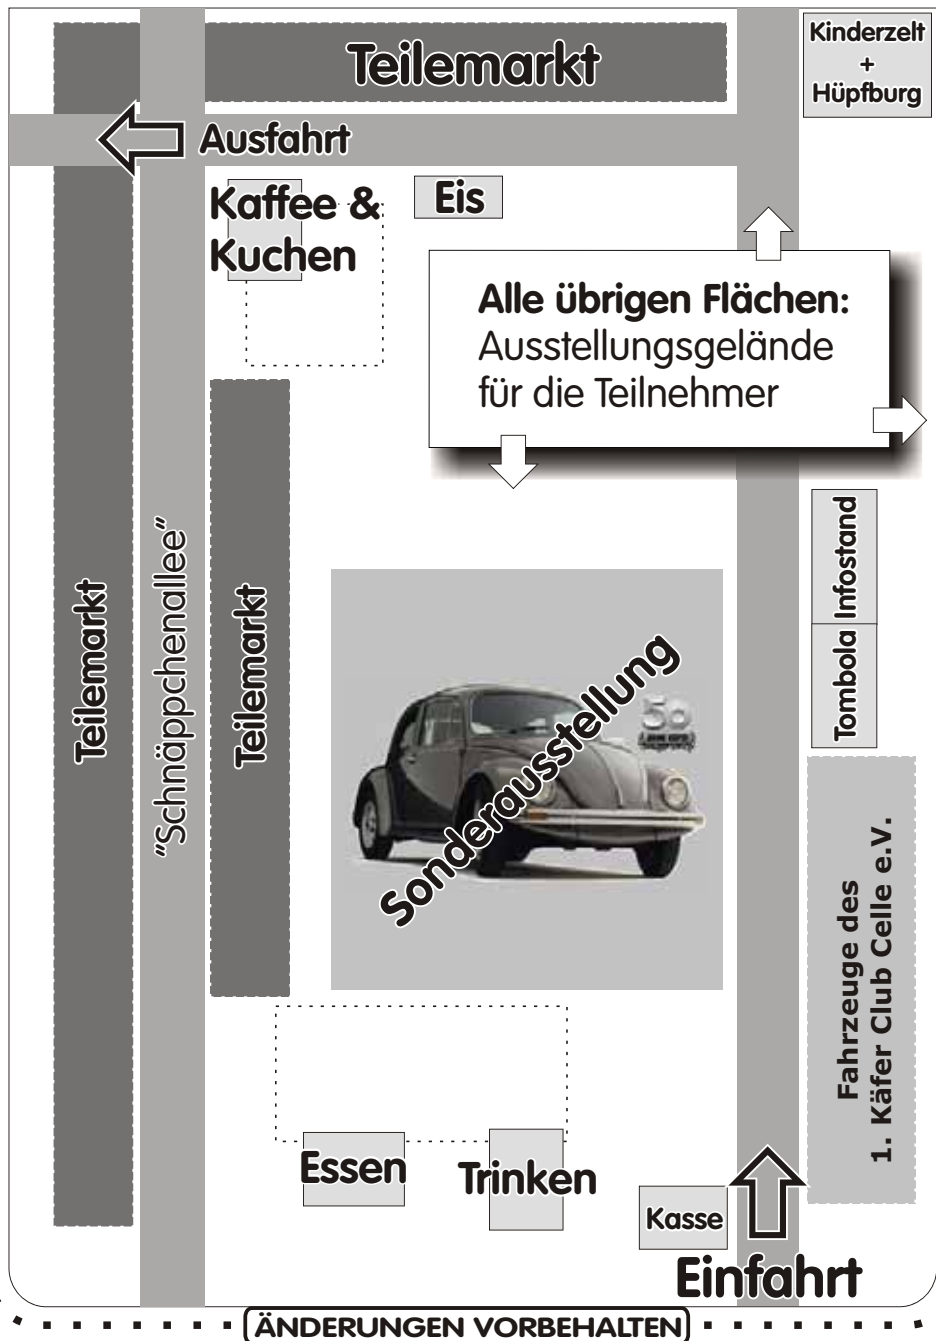 Teilemarkt
Kinderzelt
+
Hüpfburg
Ausfahrt
Kaffee &
Kuchen
Eis
Alle übrigen Flächen:
Ausstellungsgelände
für die Teilnehmer
Teilemarkt
"Schnäppchenallee"
Teilemarkt
Sonderausstellung
50
Infostand
Tombola
Fahrzeuge des
1. Käfer Club Celle e.V.
Essen
Trinken
Kasse
Einfahrt
ÄNDERUNGEN VORBEHALTEN